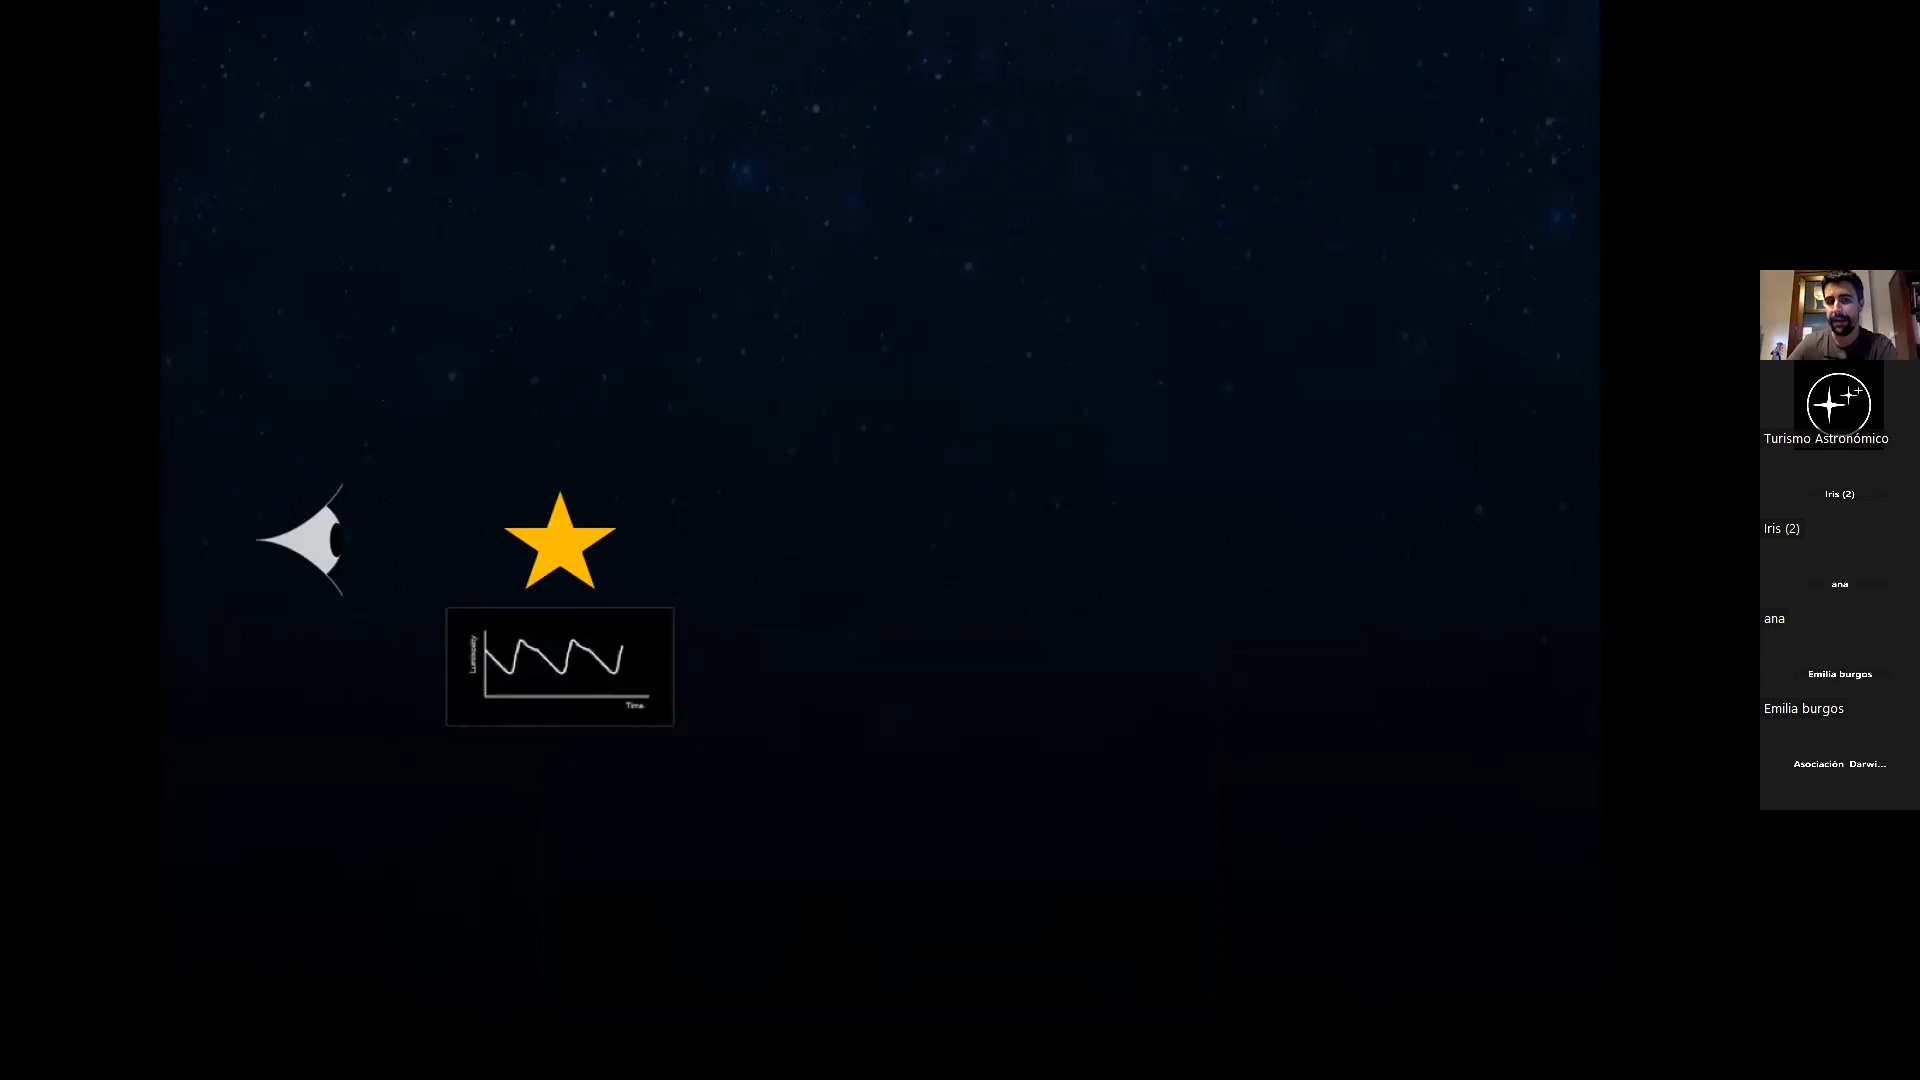 Luminosity
Time
Turismo Astronómico
Iris (2)
Iris (2)
ana
ana
Emilia burgos
Emilia burgos
Asociación Darwi...